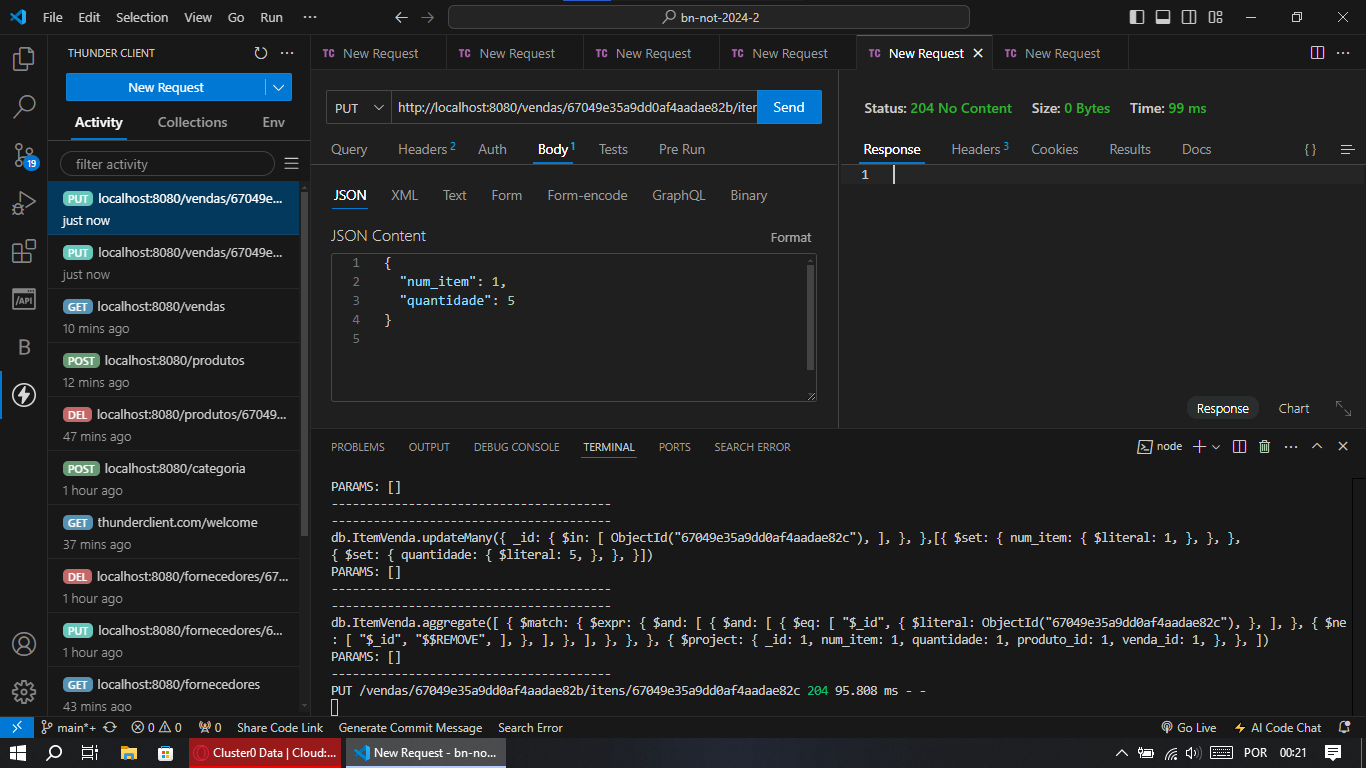 File Edit Selection View Go Run ···
bn-not-2024-2
THUNDER CLIENT
New Request
Activity Collections Env
filter activity
PUT localhost:8080/vendas/67049e...
just now
PUT localhost:8080/vendas/67049e...
just now
GET localhost:8080/vendas
10 mins ago
POST localhost:8080/produtos
12 mins ago
DEL localhost:8080/produtos/67049...
47 mins ago
POST localhost:8080/categoria
1 hour ago
GET thunderclient.com/welcome
37 mins ago
DEL localhost:8080/fornecedores/67...
1 hour ago
PUT localhost:8080/fornecedores/6...
1 hour ago
GET localhost:8080/fornecedores
43 mins ago
19
/API
B
TC New Request TC New Request TC New Request TC New Request TC New Request TC New Request
PUT http://localhost:8080/vendas/67049e35a9dd0af4aadae82b/iter Send
Query Headers 2 Auth Body 1 Tests Pre Run
JSON XML Text Form Form-encode GraphQL Binary
JSON Content Format
1 {
2 "num_item": 1,
3 "quantidade": 5
4 }
5
Status: 204 No Content Size: 0 Bytes Time: 99 ms
Response Headers 3 Cookies Results Docs { }
1
Response Chart
PROBLEMS OUTPUT DEBUG CONSOLE TERMINAL PORTS SEARCH ERROR node
PARAMS: []
----------------------------------------
----------------------------------------
db.ItemVenda.updateMany({ _id: { $in: [ ObjectId("67049e35a9dd0af4aadae82c"), ], }, },[{ $set: { num_item: { $literal: 1, }, }, },
{ $set: { quantidade: { $literal: 5, }, }, }])
PARAMS: []
----------------------------------------
----------------------------------------
db.ItemVenda.aggregate([ { $match: { $expr: { $and: [ { $and: [ { $eq: [ "$_id", { $literal: ObjectId("67049e35a9dd0af4aadae82c"), }, ], }, { $ne
: [ "$_id", "$$REMOVE", ], }, ], }, ], }, }, }, { $project: { _id: 1, num_item: 1, quantidade: 1, produto_id: 1, venda_id: 1, }, }, ])
PARAMS: []
----------------------------------------
PUT /vendas/67049e35a9dd0af4aadae82b/itens/67049e35a9dd0af4aadae82c 204 95.808 ms - -
main*+ 0 0 0 Share Code Link Generate Commit Message Search Error Go Live AI Code Chat
Cluster0 Data | Cloud:... New Request - bn-no... POR 00:21